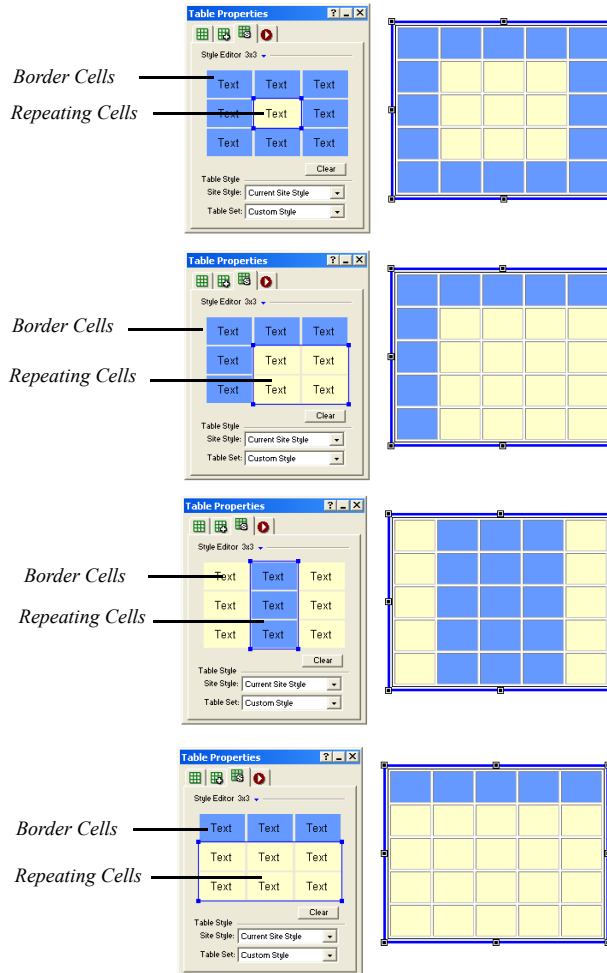 Table Properties
Style Editor 3x3
Border Cells
Text Text Text
Repeating Cells
Text Text Text
Text Text Text
Clear
Table Style
Site Style: Current Site Style
Table Set: Custom Style
Table Properties
Style Editor 3x3
Border Cells
Text Text Text
Text Text Text
Repeating Cells
Text Text Text
Clear
Table Style
Site Style: Current Site Style
Table Set: Custom Style
Table Properties
Style Editor 3x3
Border Cells
Text Text Text
Text Text Text
Repeating Cells
Text Text Text
Clear
Table Style
Site Style: Current Site Style
Table Set: Custom Style
Table Properties
Style Editor 3x3
Border Cells
Text Text Text
Text Text Text
Repeating Cells
Text Text Text
Clear
Table Style
Site Style: Current Site Style
Table Set: Custom Style